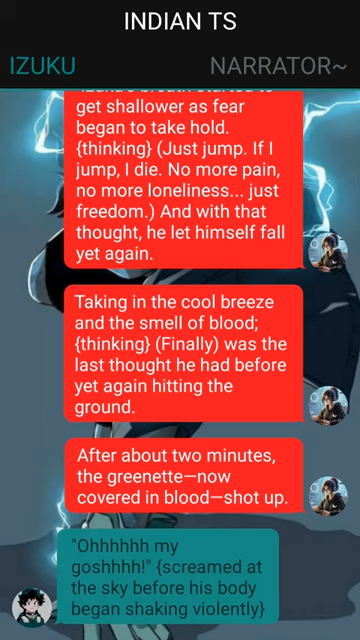 INDIAN TS
IZUKU NARRATOR~
Izuku's breath started to
get shallower as fear
began to take hold.
{thinking} (Just jump. If I
jump, I die. No more pain,
no more loneliness... just
freedom.) And with that
thought, he let himself fall
yet again.
Taking in the cool breeze
and the smell of blood;
{thinking} (Finally) was the
last thought he had before
yet again hitting the
ground.
After about two minutes,
the greenette—now
covered in blood—shot up.
"Ohhhhhh my
goshhhh!" {screamed at
the sky before his body
began shaking violently}